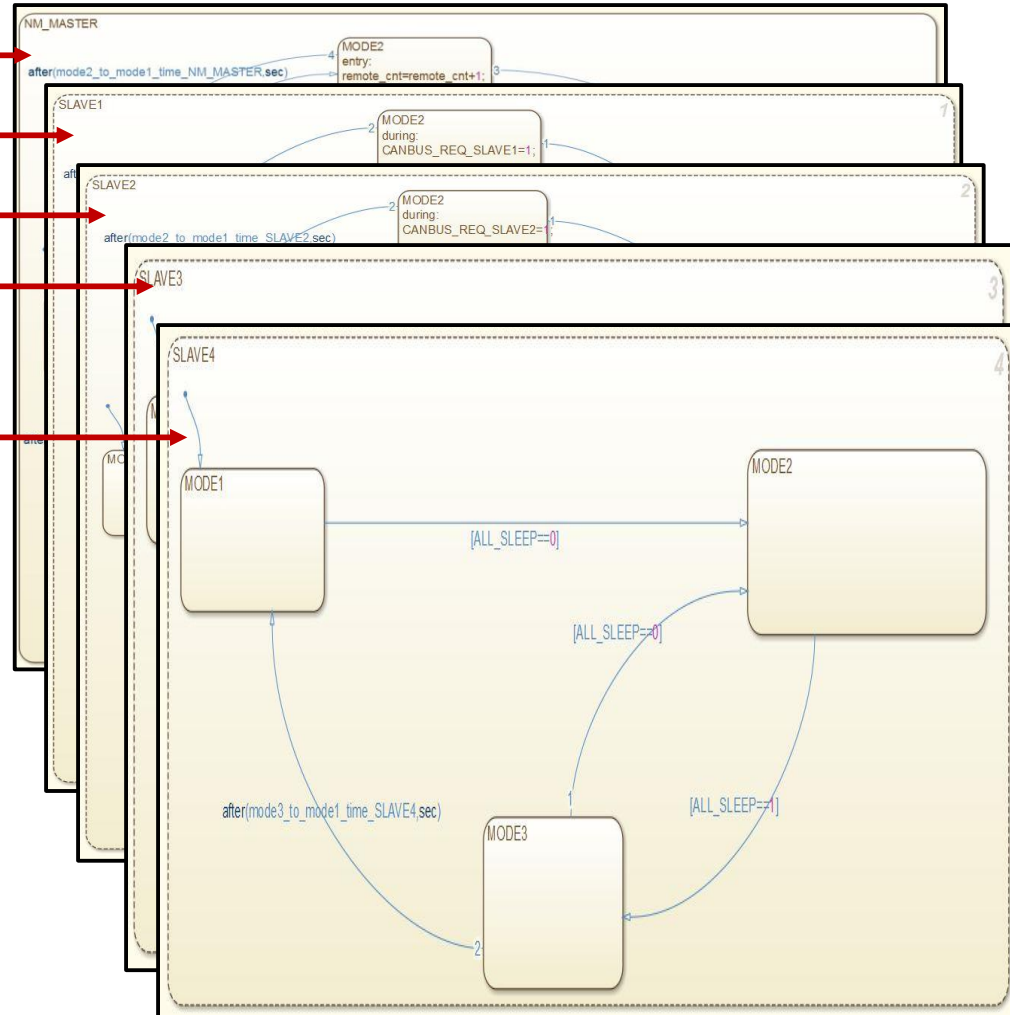 NM_MASTER
MODE2
entry:
remote_cnt=remote_cnt+1;
4
3
after(mode2_to_mode1_time_NM_MASTER,sec)
SLAVE1
1
MODE2
during:
CANBUS_REQ_SLAVE1=1;
2
1
SLAVE2
2
MODE2
during:
CANBUS_REQ_SLAVE2=1;
2
1
after(mode2_to_mode1_time_SLAVE2,sec)
SLAVE3
3
SLAVE4
4
MODE1
MODE2
[ALL_SLEEP==0]
[ALL_SLEEP==0]
1
after(mode3_to_mode1_time_SLAVE4,sec)
[ALL_SLEEP==1]
MODE3
2